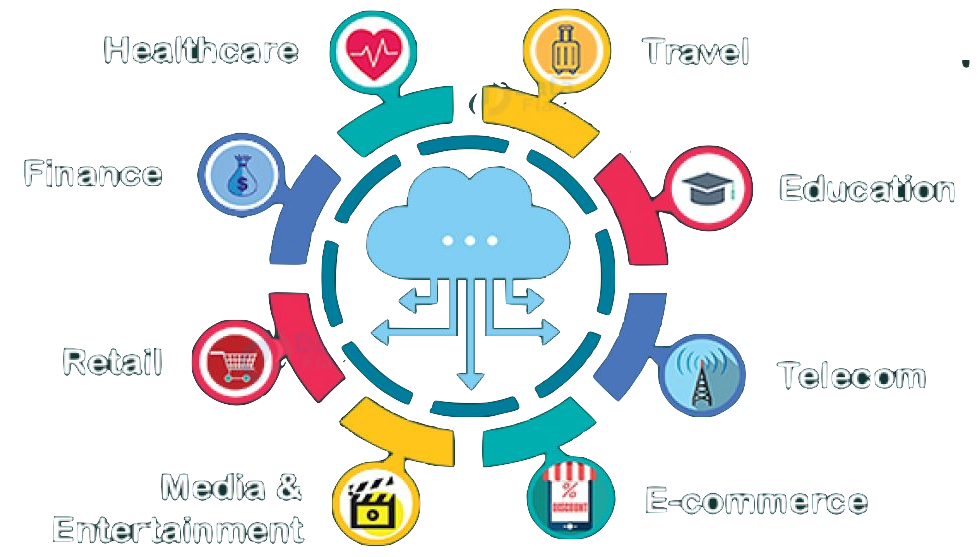 Healthcare
Travel
Finance
$
Education
Retail
Telecom
Media &
Entertainment
%
DISCOUNT
E-commerce